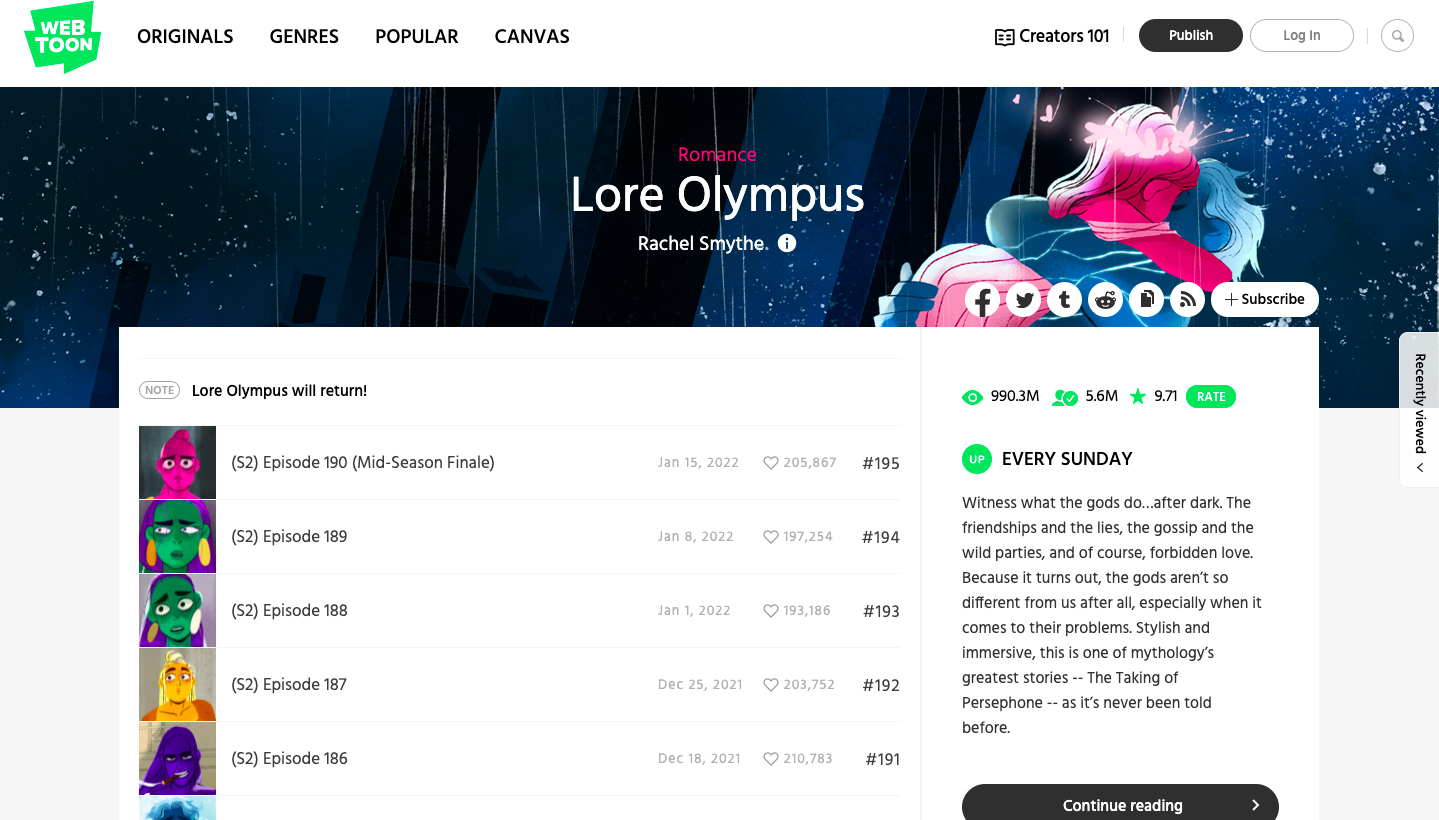 WEB
TOON
ORIGINALS
GENRES
POPULAR
CANVAS
Creators 101
Publish
Log In
Romance
Lore Olympus
Rachel Smythe
Subscribe
NOTE Lore Olympus will return!
(S2) Episode 190 (Mid-Season Finale) Jan 15, 2022 205,867 #195
(S2) Episode 189 Jan 8, 2022 197,254 #194
(S2) Episode 188 Jan 1, 2022 193,186 #193
(S2) Episode 187 Dec 25, 2021 203,752 #192
(S2) Episode 186 Dec 18, 2021 210,783 #191
990.3M 5.6M 9.71 RATE
UP EVERY SUNDAY
Witness what the gods do…after dark. The
friendships and the lies, the gossip and the
wild parties, and of course, forbidden love.
Because it turns out, the gods aren’t so
different from us after all, especially when it
comes to their problems. Stylish and
immersive, this is one of mythology’s
greatest stories -- The Taking of
Persephone -- as it’s never been told
before.
Continue reading
Recently viewed